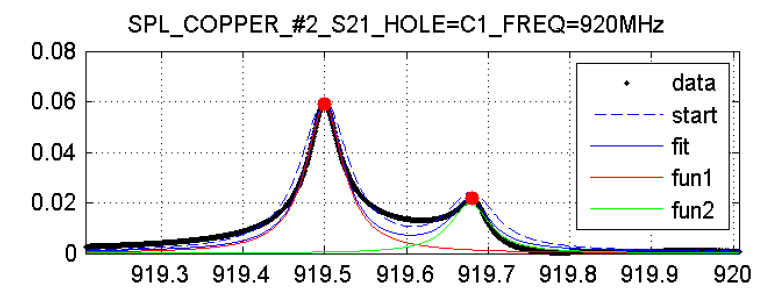 SPL_COPPER_#2_S21_HOLE=C1_FREQ=920MHz
0.08
0.06
0.04
0.02
0
data
start
fit
fun1
fun2
919.3 919.4 919.5 919.6 919.7 919.8 919.9 920